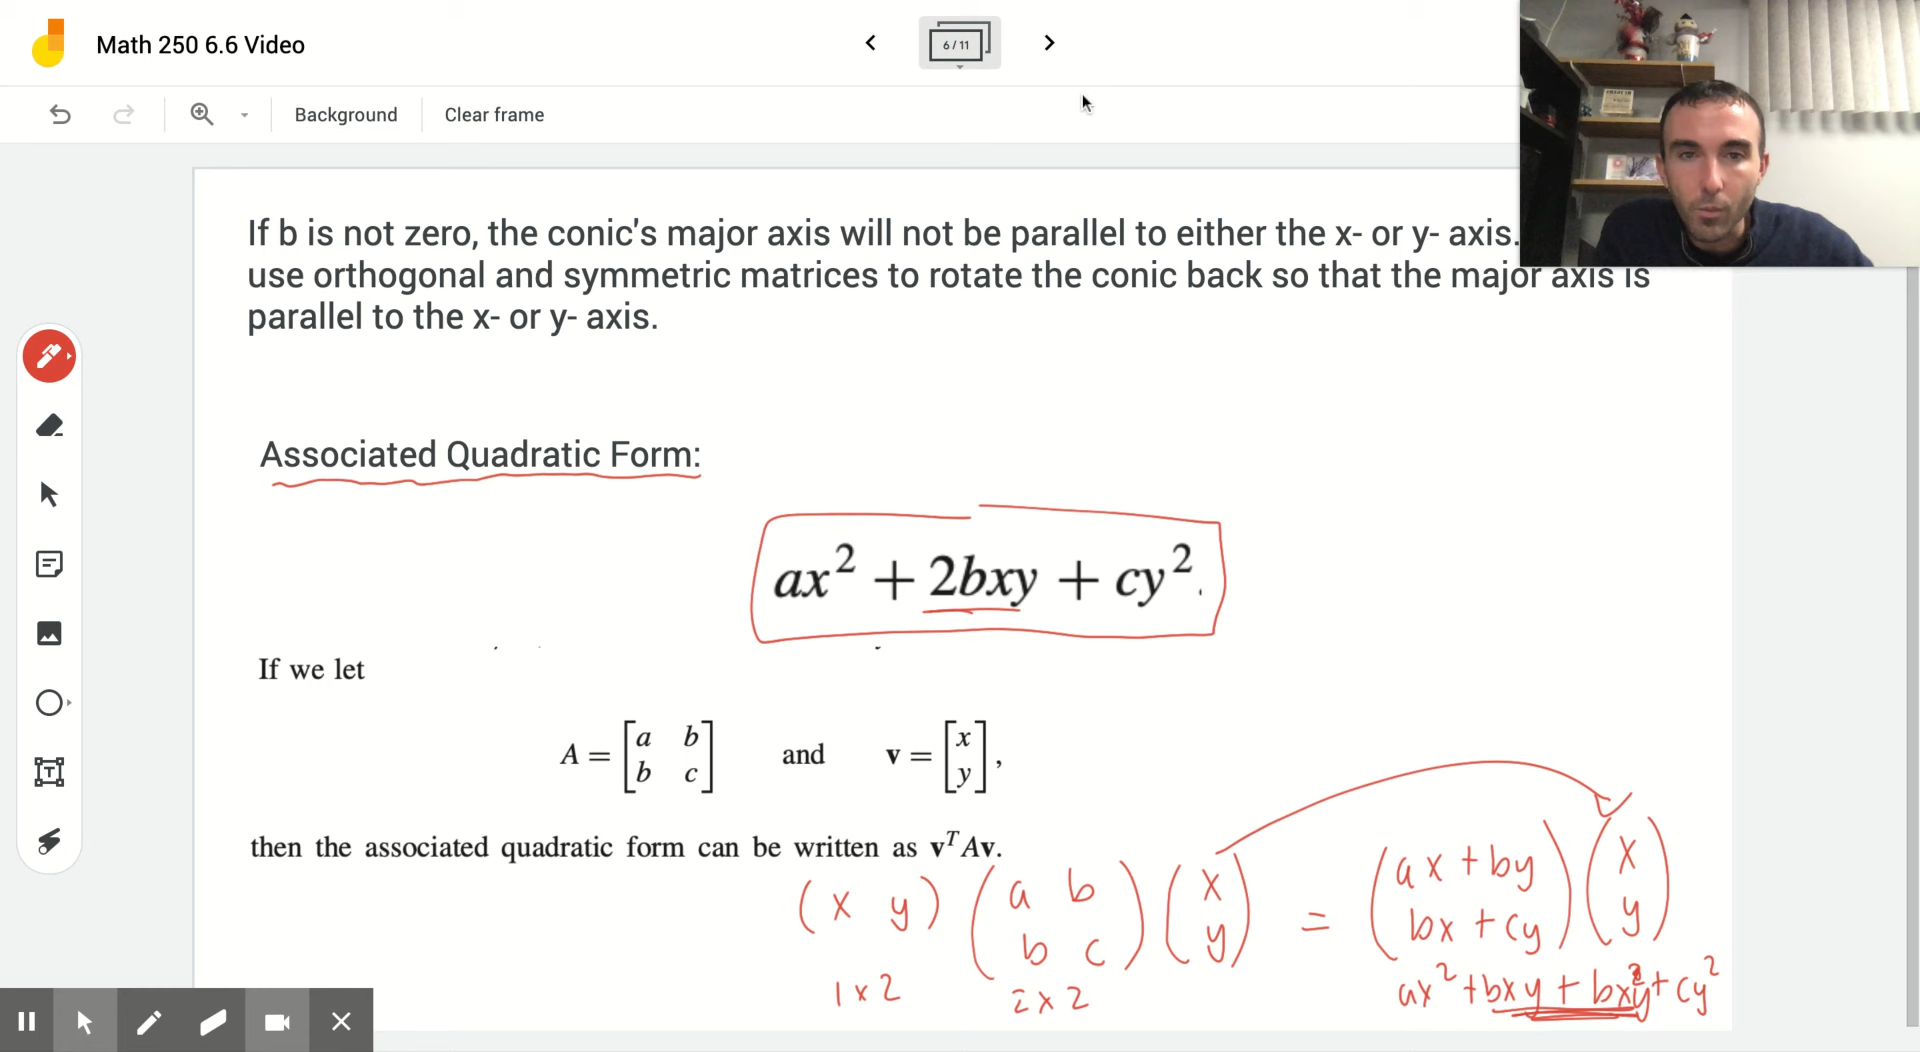 Math 250 6.6 Video
6 / 11
Background
Clear frame
If b is not zero, the conic's major axis will not be parallel to either the x- or y- axis.
use orthogonal and symmetric matrices to rotate the conic back so that the major axis is
parallel to the x- or y- axis.
Associated Quadratic Form:
ax² + 2bxy + cy².
If we let
A = [a b; b c] and v = [x; y],
then the associated quadratic form can be written as vᵀAv.
(x y) (a b; b c) (x; y) = (ax + by; bx + cy) (x; y)
1 x 2 2 x 2
ax² + bxy + bxy + cy²